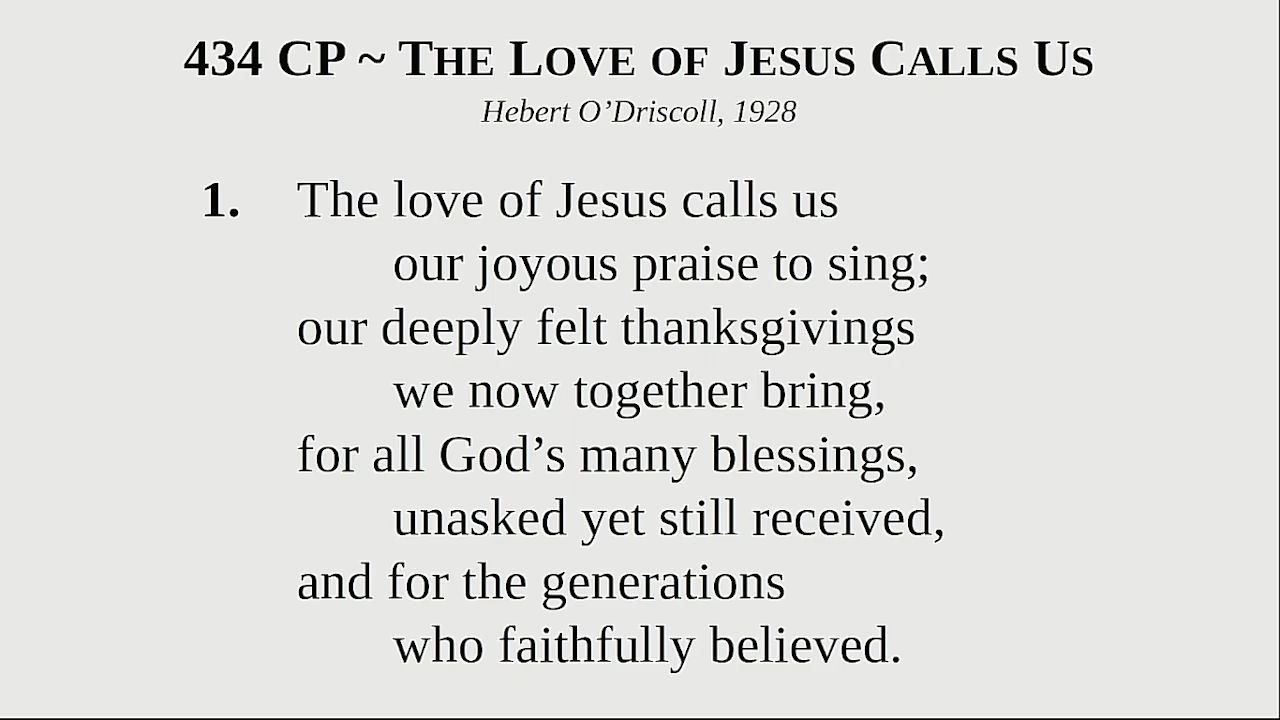 434 CP ~ THE LOVE OF JESUS CALLS US
Hebert O’Driscoll, 1928
1. The love of Jesus calls us
our joyous praise to sing;
our deeply felt thanksgivings
we now together bring,
for all God’s many blessings,
unasked yet still received,
and for the generations
who faithfully believed.